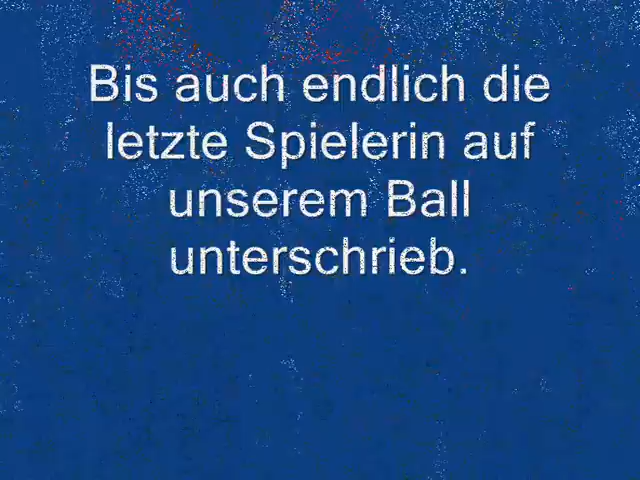 Bis auch endlich die
letzte Spielerin auf
unserem Ball
unterschrieb.